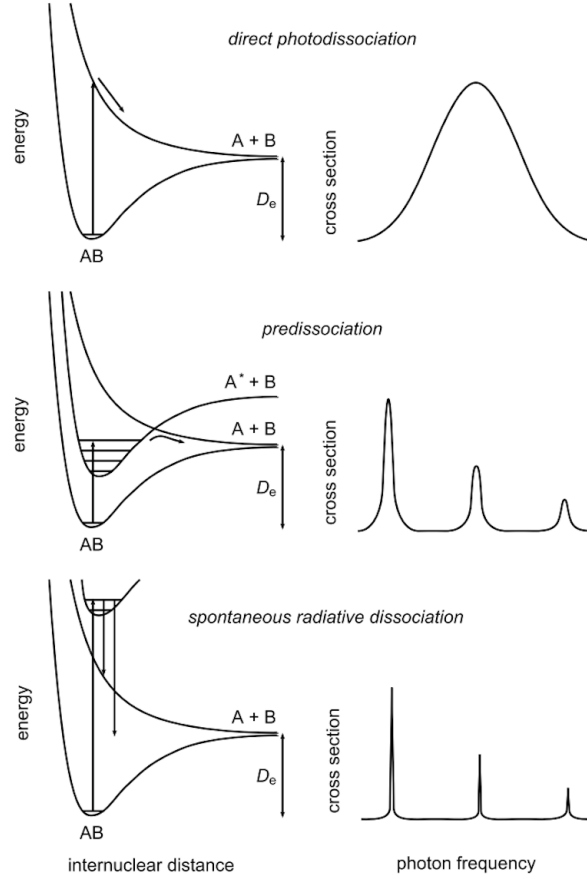 direct photodissociation
energy
A + B
Dₑ
AB
cross section
predissociation
energy
A* + B
A + B
Dₑ
AB
cross section
spontaneous radiative dissociation
energy
A + B
Dₑ
AB
cross section
internuclear distance
photon frequency